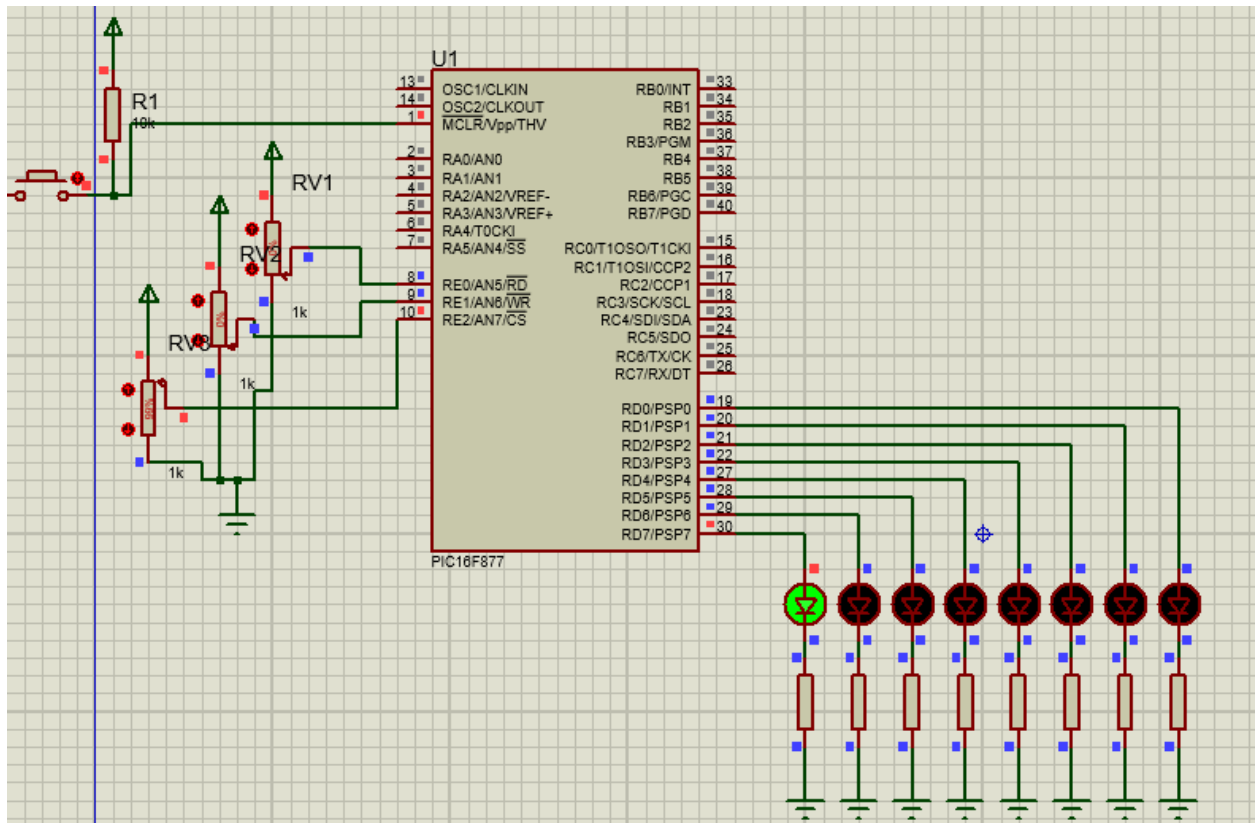 U1
13 OSC1/CLKIN RB0/INT 33
14 OSC2/CLKOUT RB1 34
1 MCLR/Vpp/THV RB2 35
RB3/PGM 36
2 RA0/AN0 RB4 37
3 RA1/AN1 RB5 38
4 RA2/AN2/VREF- RB6/PGC 39
5 RA3/AN3/VREF+ RB7/PGD 40
6 RA4/T0CKI
7 RA5/AN4/SS RC0/T1OSO/T1CKI 15
RC1/T1OSI/CCP2 16
8 RE0/AN5/RD RC2/CCP1 17
9 RE1/AN6/WR RC3/SCK/SCL 18
10 RE2/AN7/CS RC4/SDI/SDA 23
RC5/SDO 24
RC6/TX/CK 25
RC7/RX/DT 26
RD0/PSP0 19
RD1/PSP1 20
RD2/PSP2 21
RD3/PSP3 22
RD4/PSP4 27
RD5/PSP5 28
RD6/PSP6 29
RD7/PSP7 30
PIC16F877
R1
10k
RV1
0%
1k
RV2
0%
1k
RV3
99%
1k